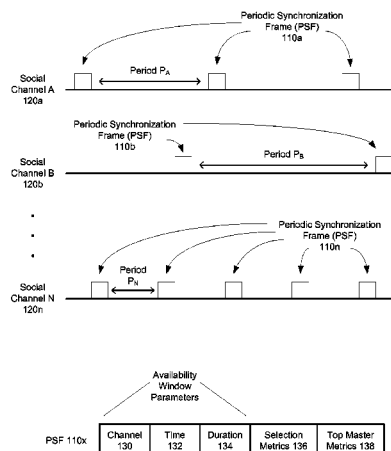 Periodic Synchronization
Frame (PSF)
110a
Social
Channel A
120a
Period PA
Periodic Synchronization
Frame (PSF)
110b
Social
Channel B
120b
Period PB
Periodic Synchronization
Frame (PSF)
110n
Social
Channel N
120n
Period
PN
Availability
Window
Parameters
PSF 110x
Channel
130
Time
132
Duration
134
Selection
Metrics 136
Top Master
Metrics 138